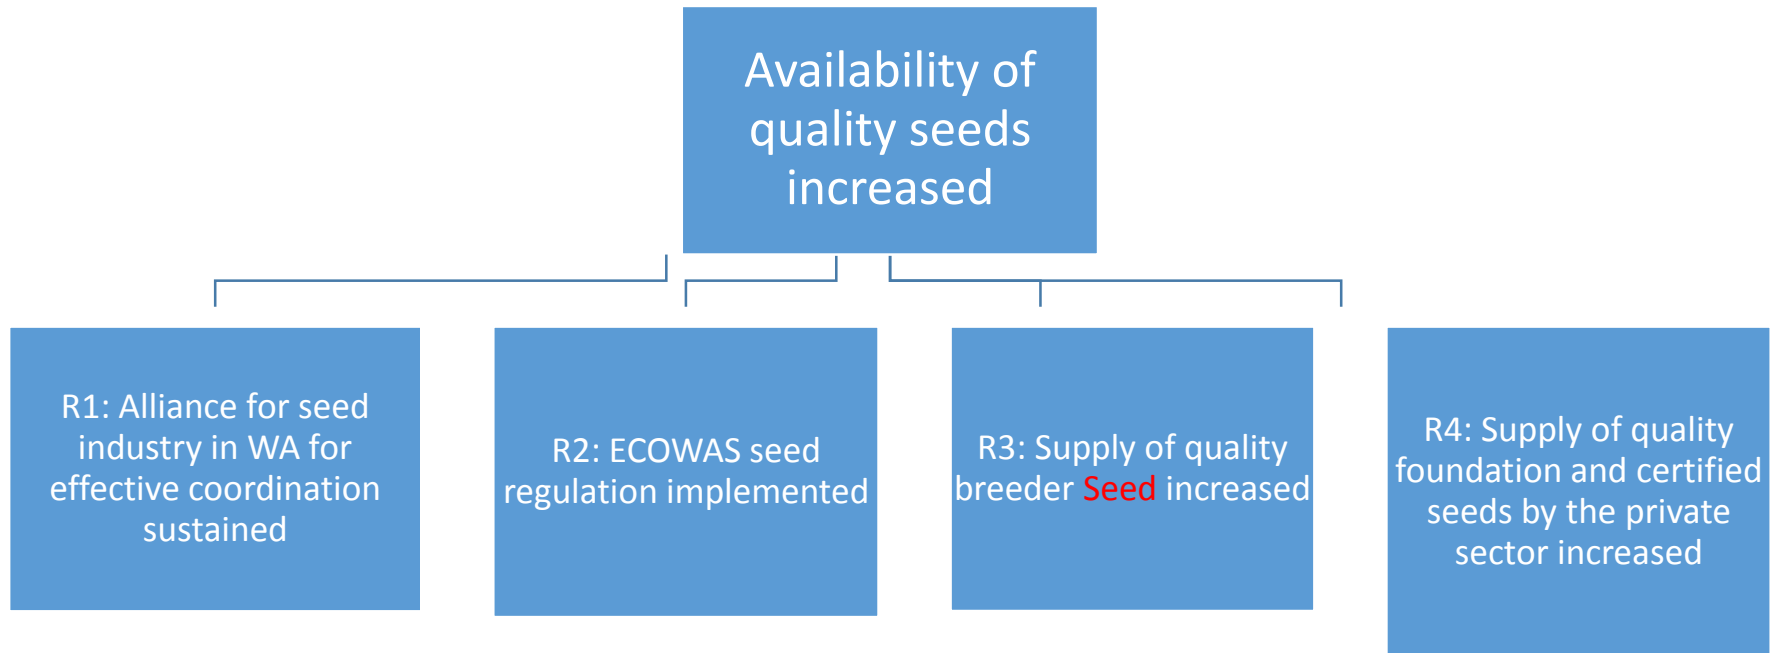 Availability of
quality seeds
increased
R1: Alliance for seed
industry in WA for
effective coordination
sustained
R2: ECOWAS seed
regulation implemented
R3: Supply of quality
breeder Seed increased
R4: Supply of quality
foundation and certified
seeds by the private
sector increased